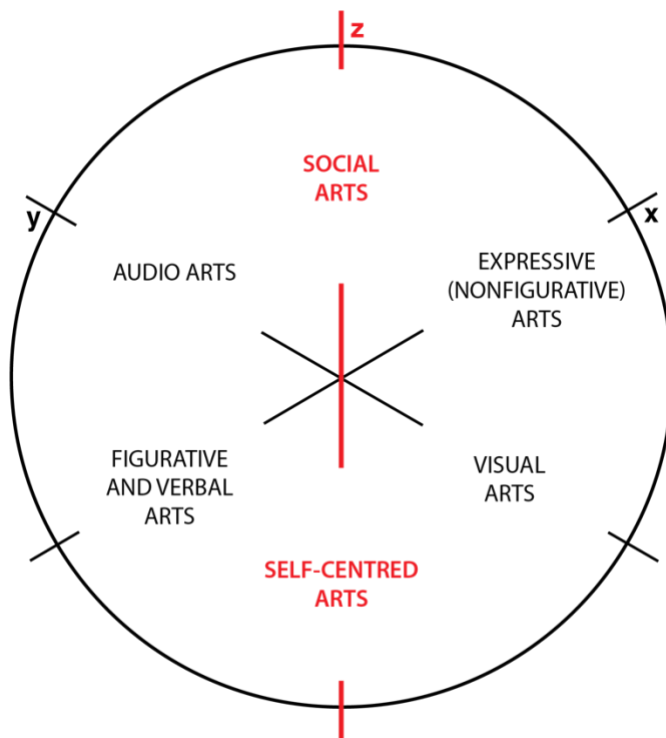 z
SOCIAL
ARTS
y
x
AUDIO ARTS
EXPRESSIVE
(NONFIGURATIVE)
ARTS
FIGURATIVE
AND VERBAL
ARTS
VISUAL
ARTS
SELF-CENTRED
ARTS